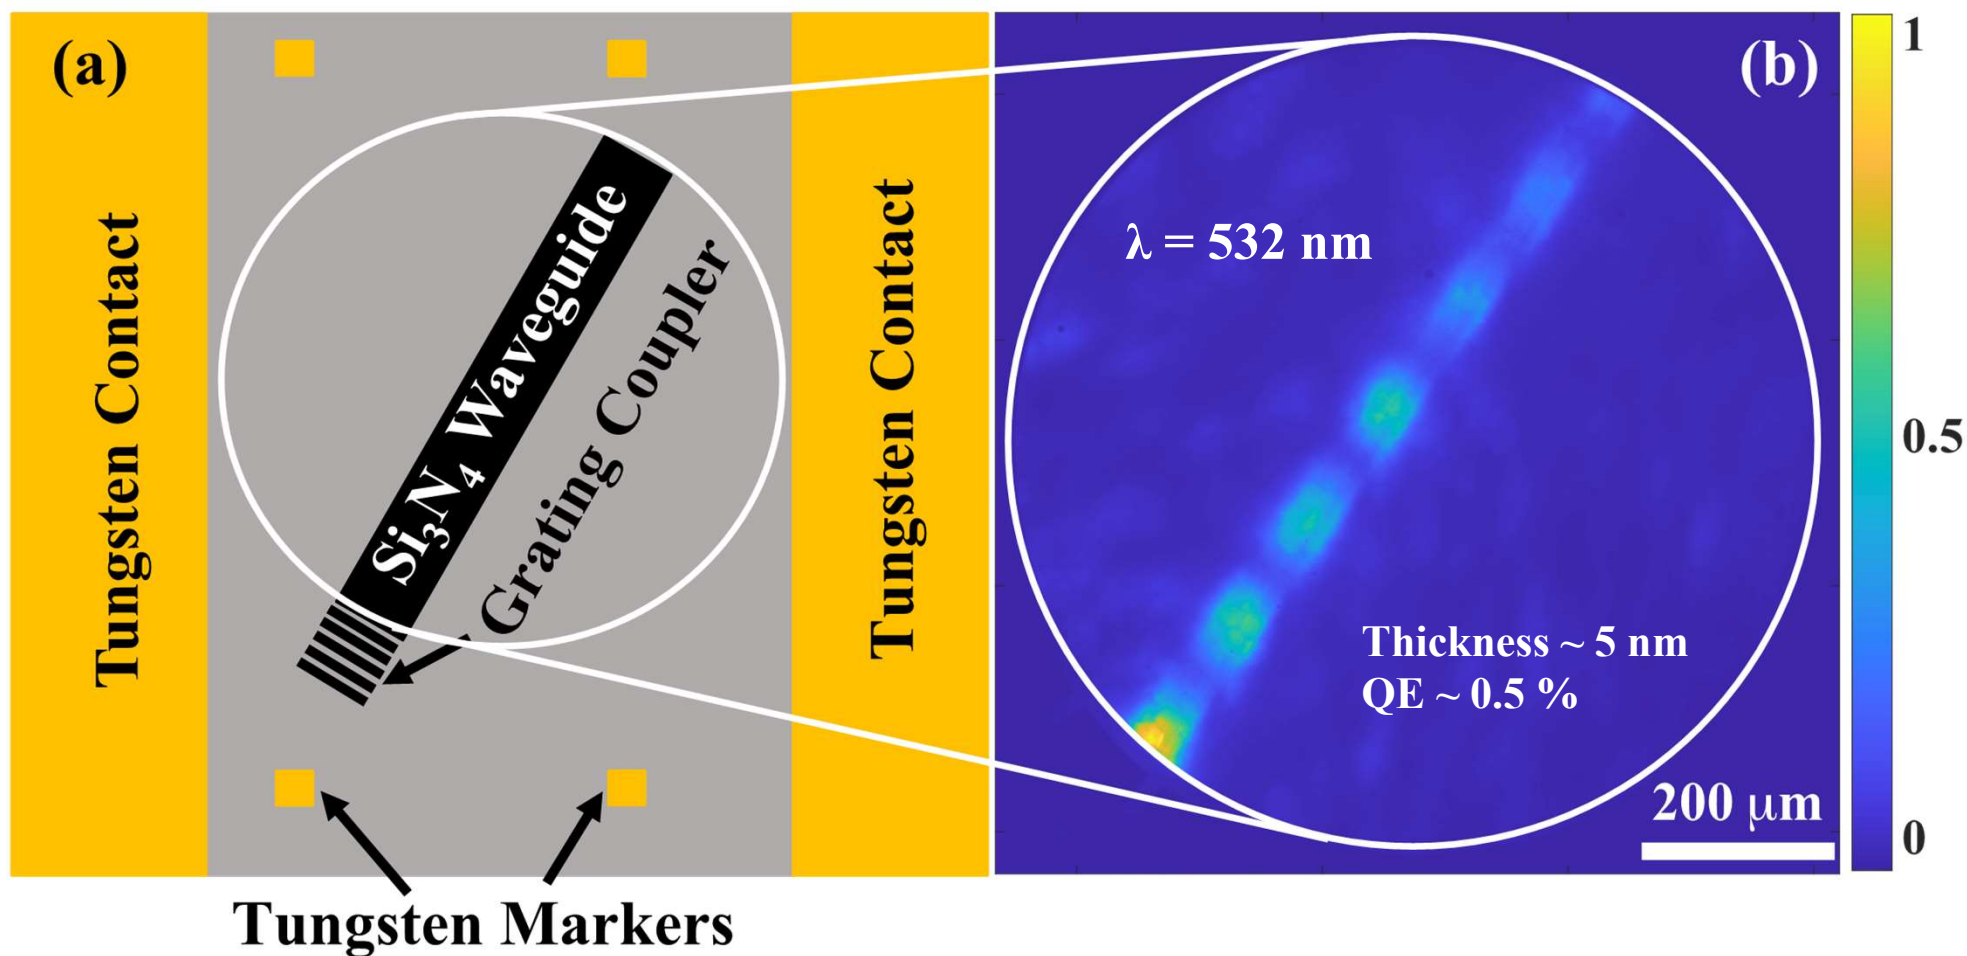 (a)
Tungsten Contact
Si₃N₄ Waveguide
Grating Coupler
Tungsten Contact
Tungsten Markers
(b)
λ = 532 nm
Thickness ~ 5 nm
QE ~ 0.5 %
200 μm
1
0.5
0